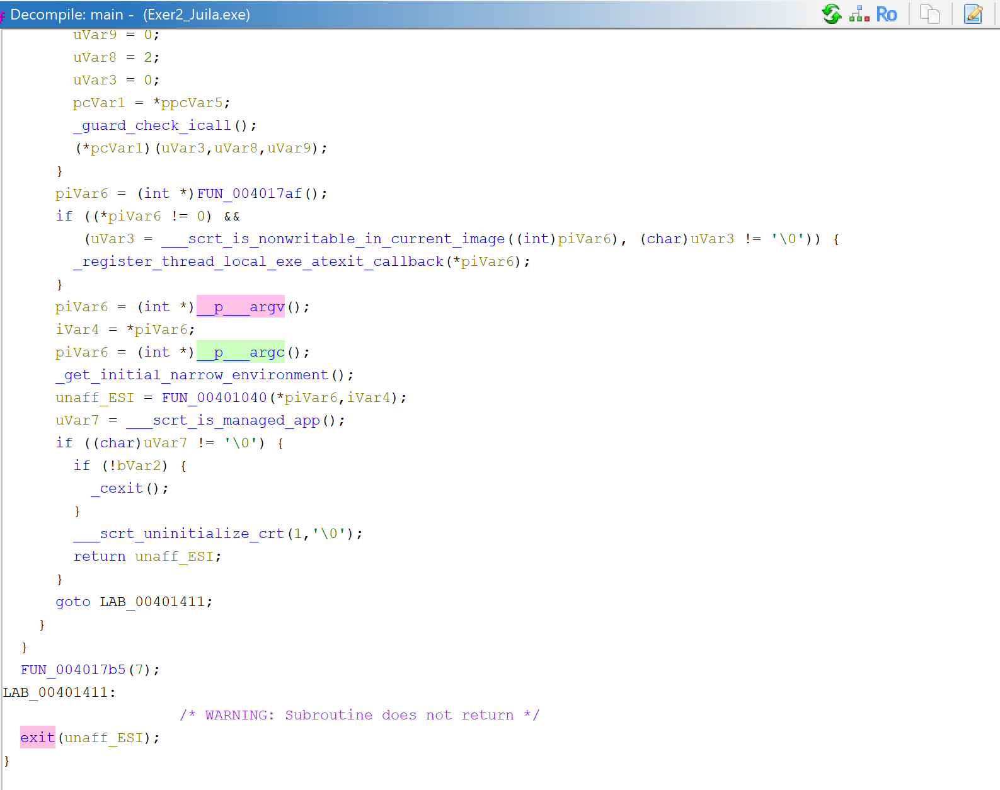 Decompile: main -  (Exer2_Juila.exe)
Ro
uVar9 = 0;
uVar8 = 2;
uVar3 = 0;
pcVar1 = *ppcVar5;
_guard_check_icall();
(*pcVar1)(uVar3,uVar8,uVar9);
}
piVar6 = (int *)FUN_004017af();
if ((*piVar6 != 0) &&
(uVar3 = ___scrt_is_nonwritable_in_current_image((int)piVar6), (char)uVar3 != '\0')) {
_register_thread_local_exe_atexit_callback(*piVar6);
}
piVar6 = (int *)__p___argv();
iVar4 = *piVar6;
piVar6 = (int *)__p___argc();
_get_initial_narrow_environment();
unaff_ESI = FUN_00401040(*piVar6,iVar4);
uVar7 = ___scrt_is_managed_app();
if ((char)uVar7 != '\0') {
if (!bVar2) {
_cexit();
}
___scrt_uninitialize_crt(1,'\0');
return unaff_ESI;
}
goto LAB_00401411;
}
}
FUN_004017b5(7);
LAB_00401411:
/* WARNING: Subroutine does not return */
exit(unaff_ESI);
}